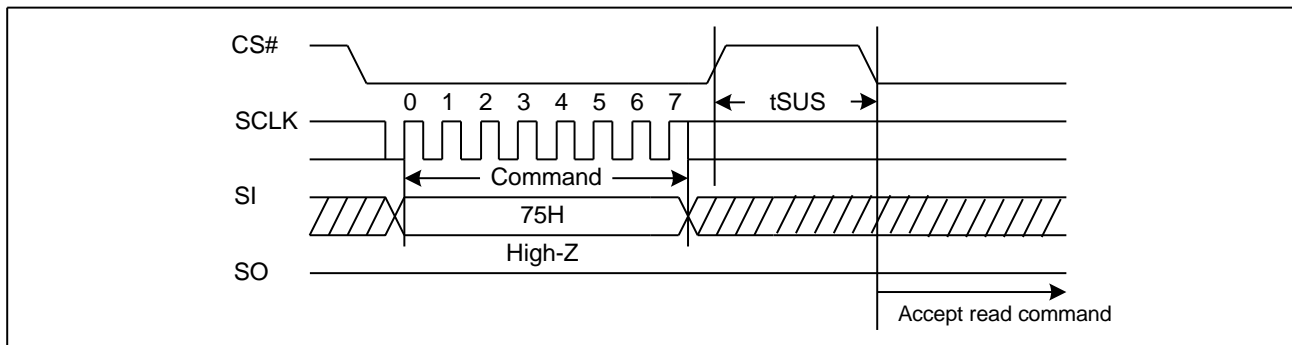 CS#
0 1 2 3 4 5 6 7
tSUS
SCLK
Command
SI
75H
High-Z
SO
Accept read command